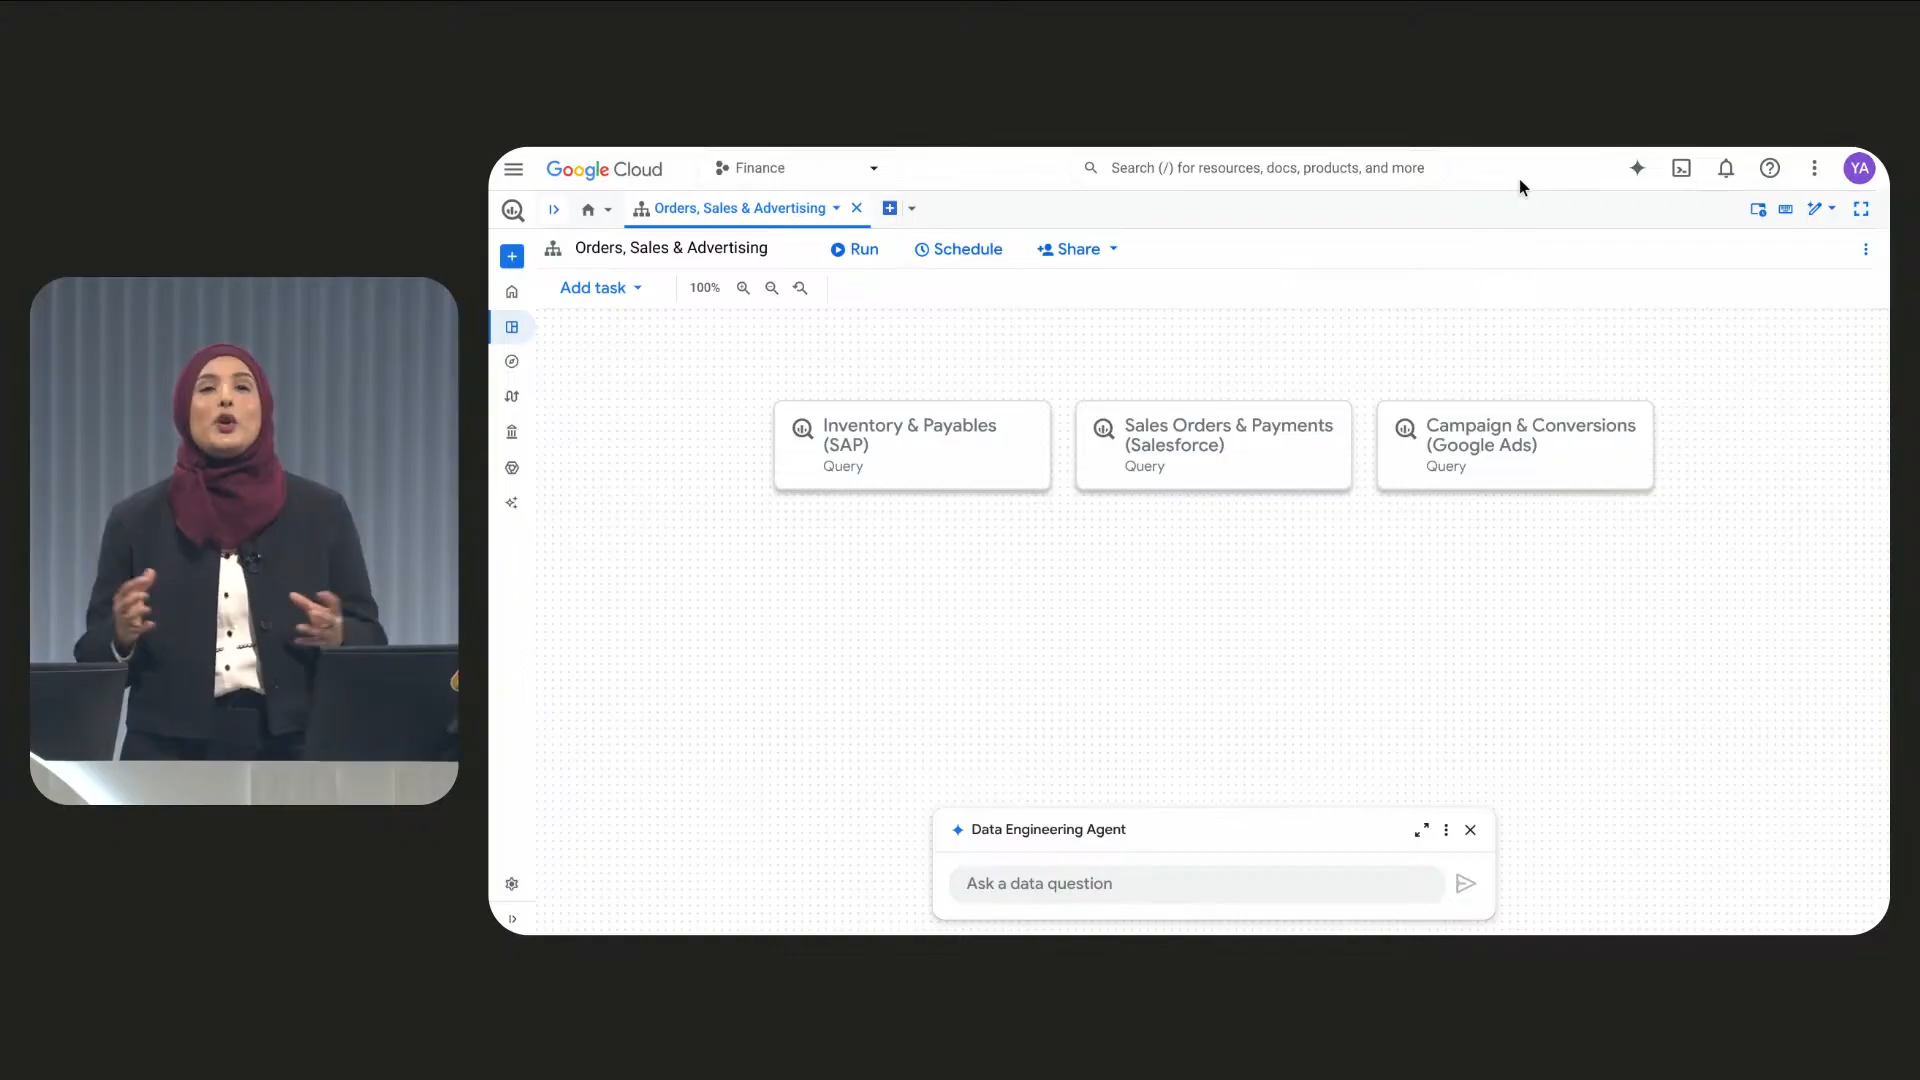 Google Cloud
Finance
Search (/) for resources, docs, products, and more
YA
Orders, Sales & Advertising
Orders, Sales & Advertising
Run
Schedule
Share
Add task
100%
Inventory & Payables
(SAP)
Query
Sales Orders & Payments
(Salesforce)
Query
Campaign & Conversions
(Google Ads)
Query
Data Engineering Agent
Ask a data question